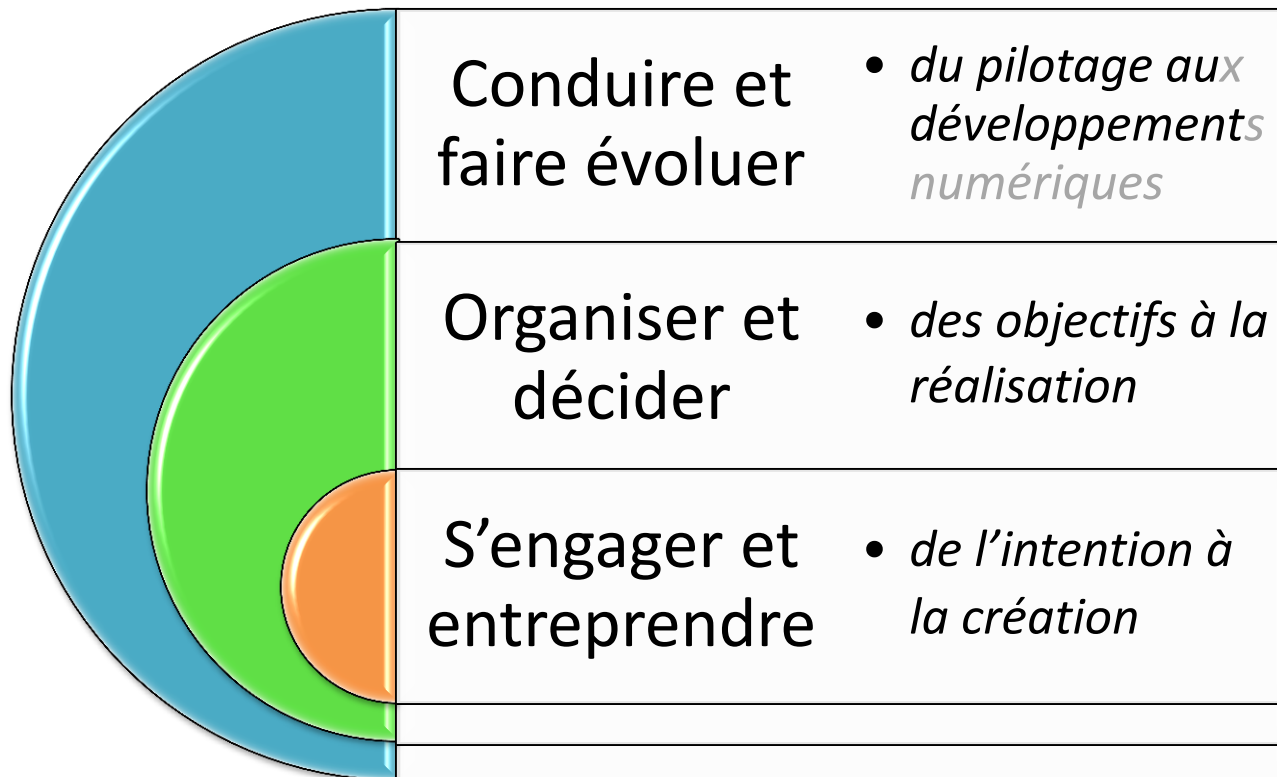 Conduire et
faire évoluer
• du pilotage aux
développements
numériques
Organiser et
décider
• des objectifs à la
réalisation
S’engager et
entreprendre
• de l’intention à
la création